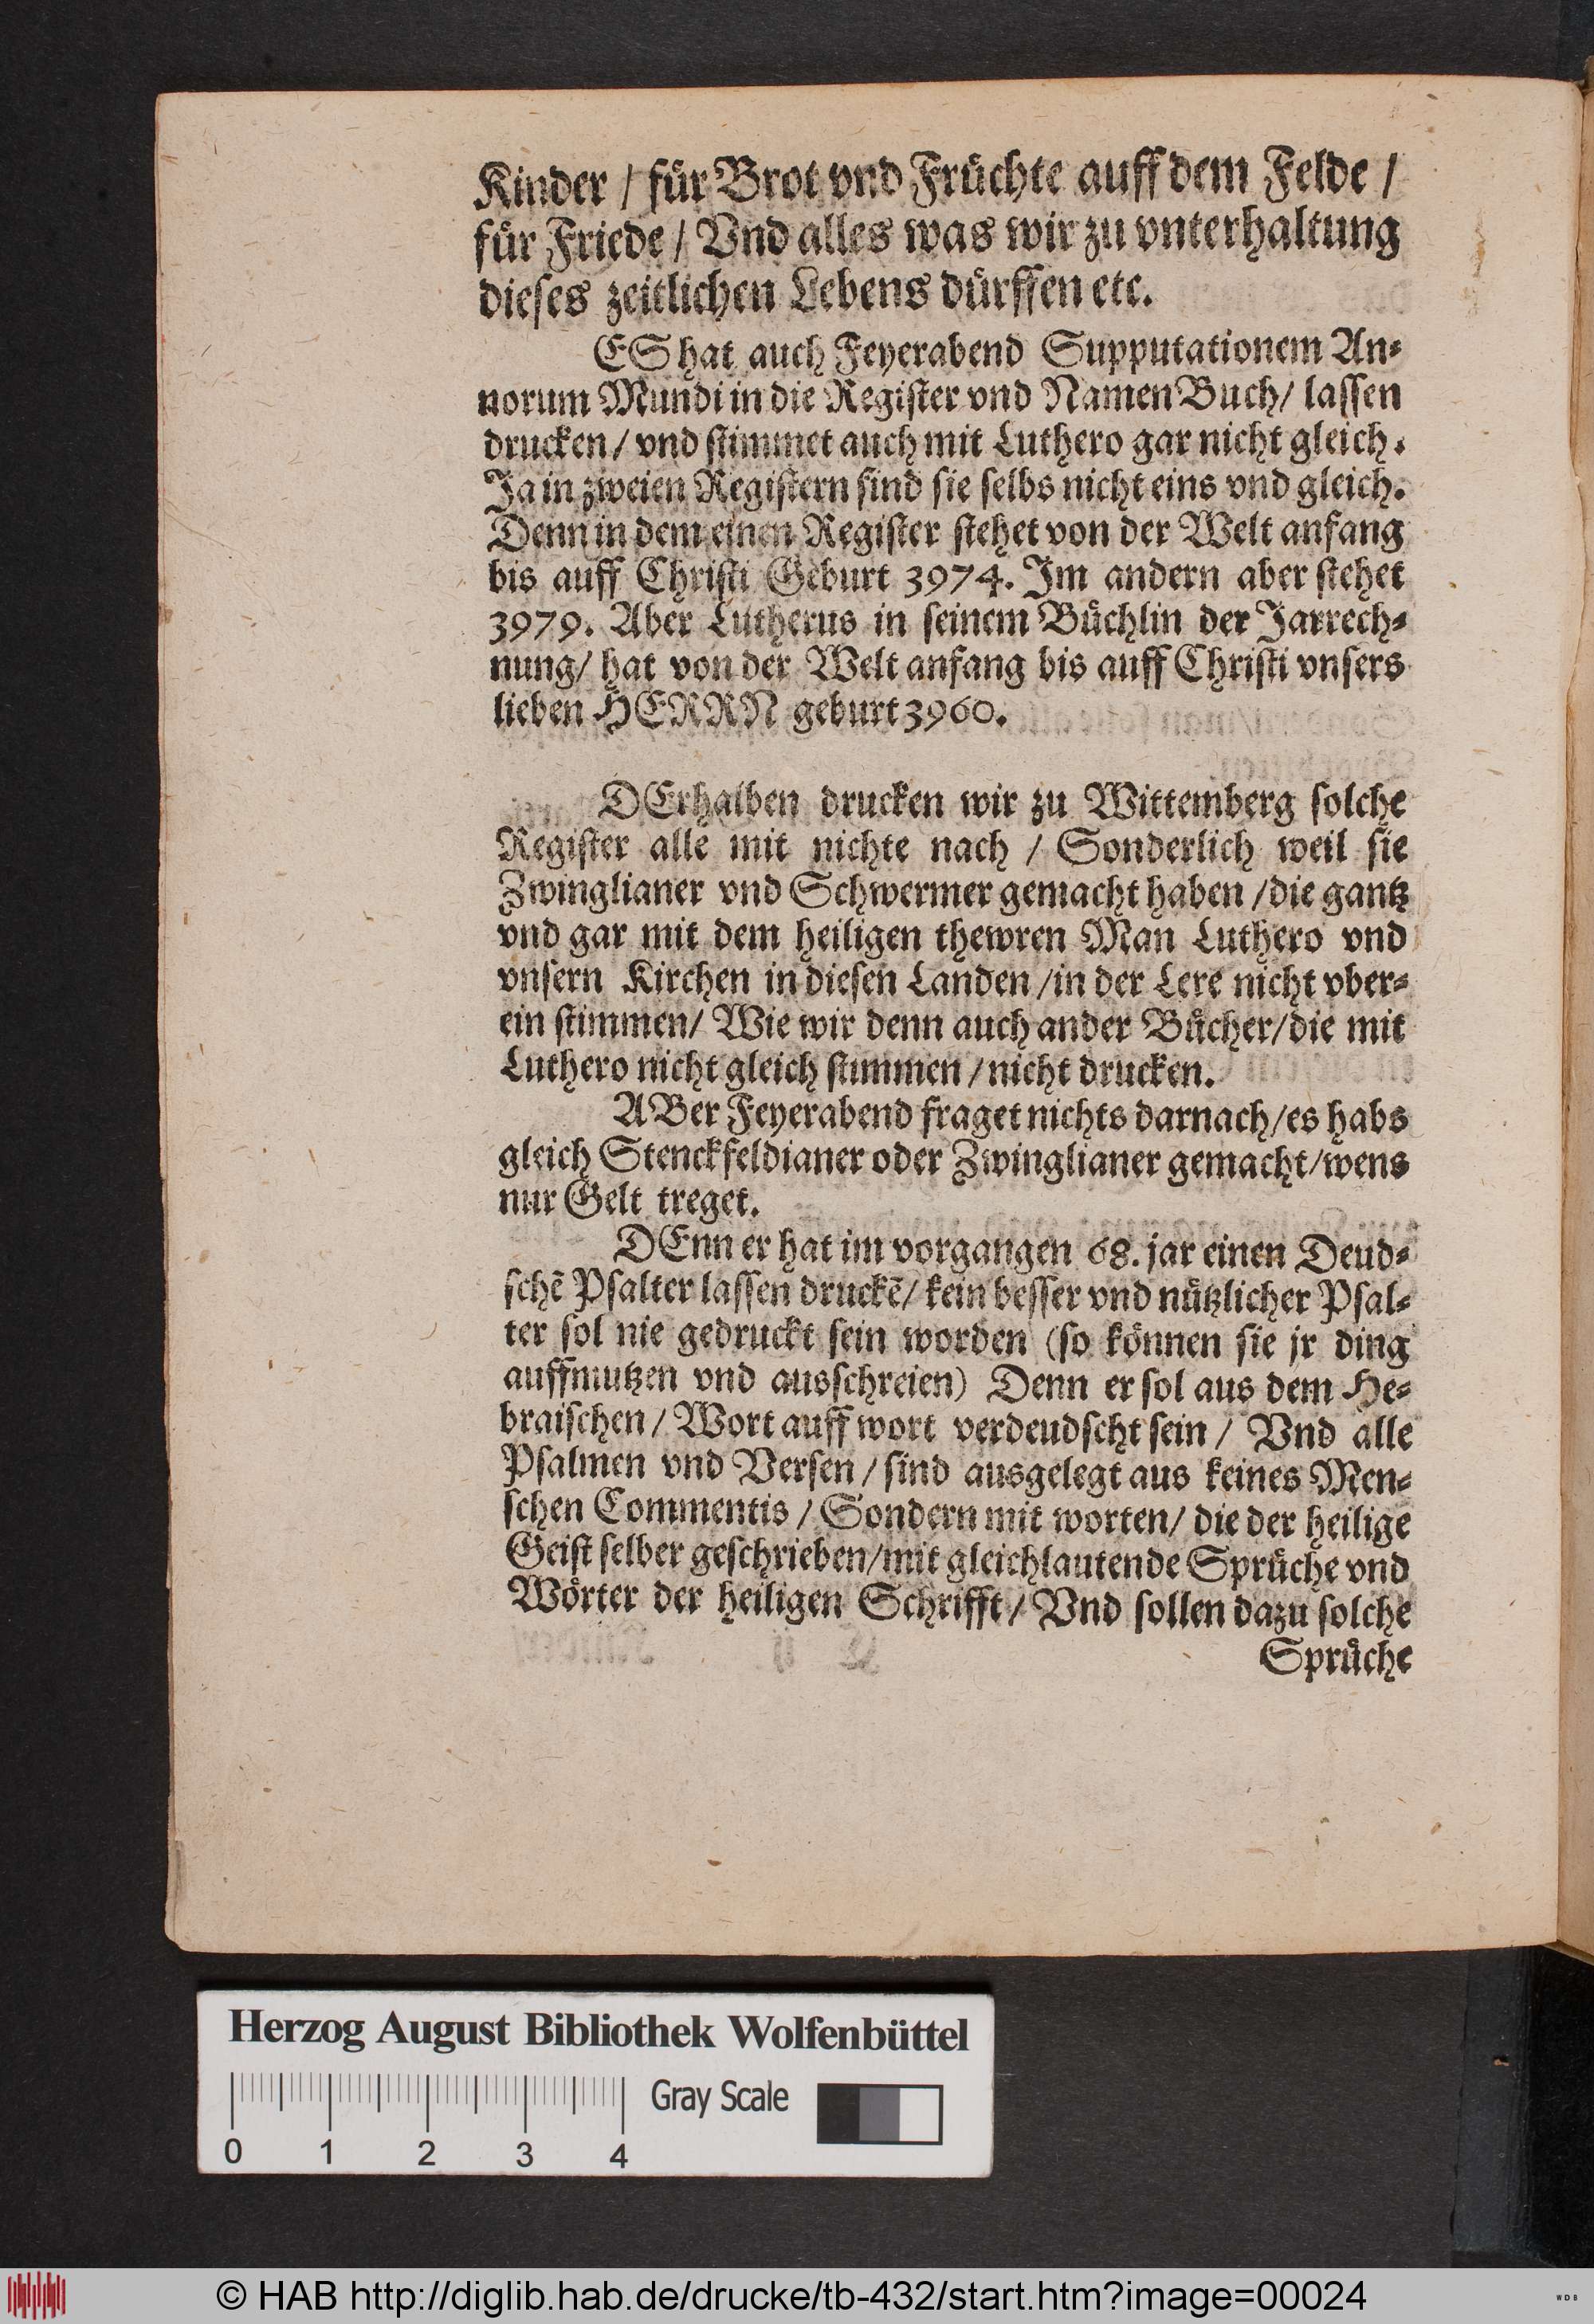 Kinder / für Brot vnd Früchte auff dem Felde /
für Friede / Vnd alles was wir zu vnterhaltung
dieses zeitlichen Lebens dürffen etc.
ES hat auch Feyerabend Supputationem An-
norum Mundi in die Register vnd Namen Buch / lassen
drucken / vnd stimmet auch mit Luthero gar nicht gleich.
Ja in zweien Registern sind sie selbs nicht eins vnd gleich.
Denn in dem einen Register stehet von der Welt anfang
bis auff Christi Geburt 3974. Im andern aber stehet
3979. Aber Lutherus in seinem Büchlin der Jarrech-
nung / hat von der Welt anfang bis auff Christi vnsers
lieben HERRN geburt 3960.
DErhalben drucken wir zu Wittemberg solche
Register alle mit nichte nach / Sonderlich weil sie
Zwinglianer vnd Schwermer gemacht haben / die gantz
vnd gar mit dem heiligen thewren Man Luthero vnd
vnsern Kirchen in diesen Landen / in der Lere nicht vber-
ein stimmen / Wie wir denn auch ander Bücher / die mit
Luthero nicht gleich stimmen / nicht drucken.
ABer Feyerabend fraget nichts darnach / es habs
gleich Stenckfeldianer oder Zwinglianer gemacht / wens
nur Gelt treget.
DEnn er hat im vorgangen 68. jar einen Deud-
schē Psalter lassen druckē / kein besser vnd nützlicher Psal-
ter sol nie gedruckt sein worden (so können sie jr ding
auffmutzen vnd ausschreien) Denn er sol aus dem He-
braischen / Wort auff wort verdeudscht sein / Vnd alle
Psalmen vnd Versen / sind ausgelegt aus keines Men-
schen Commentis / Sondern mit worten / die der heilige
Geist selber geschrieben / mit gleichlautende Sprüche vnd
Wörter der heiligen Schrifft / Vnd sollen dazu solche
Sprüche
Herzog August Bibliothek Wolfenbüttel
Gray Scale
0 1 2 3 4
© HAB http://diglib.hab.de/drucke/tb-432/start.htm?image=00024
WDB